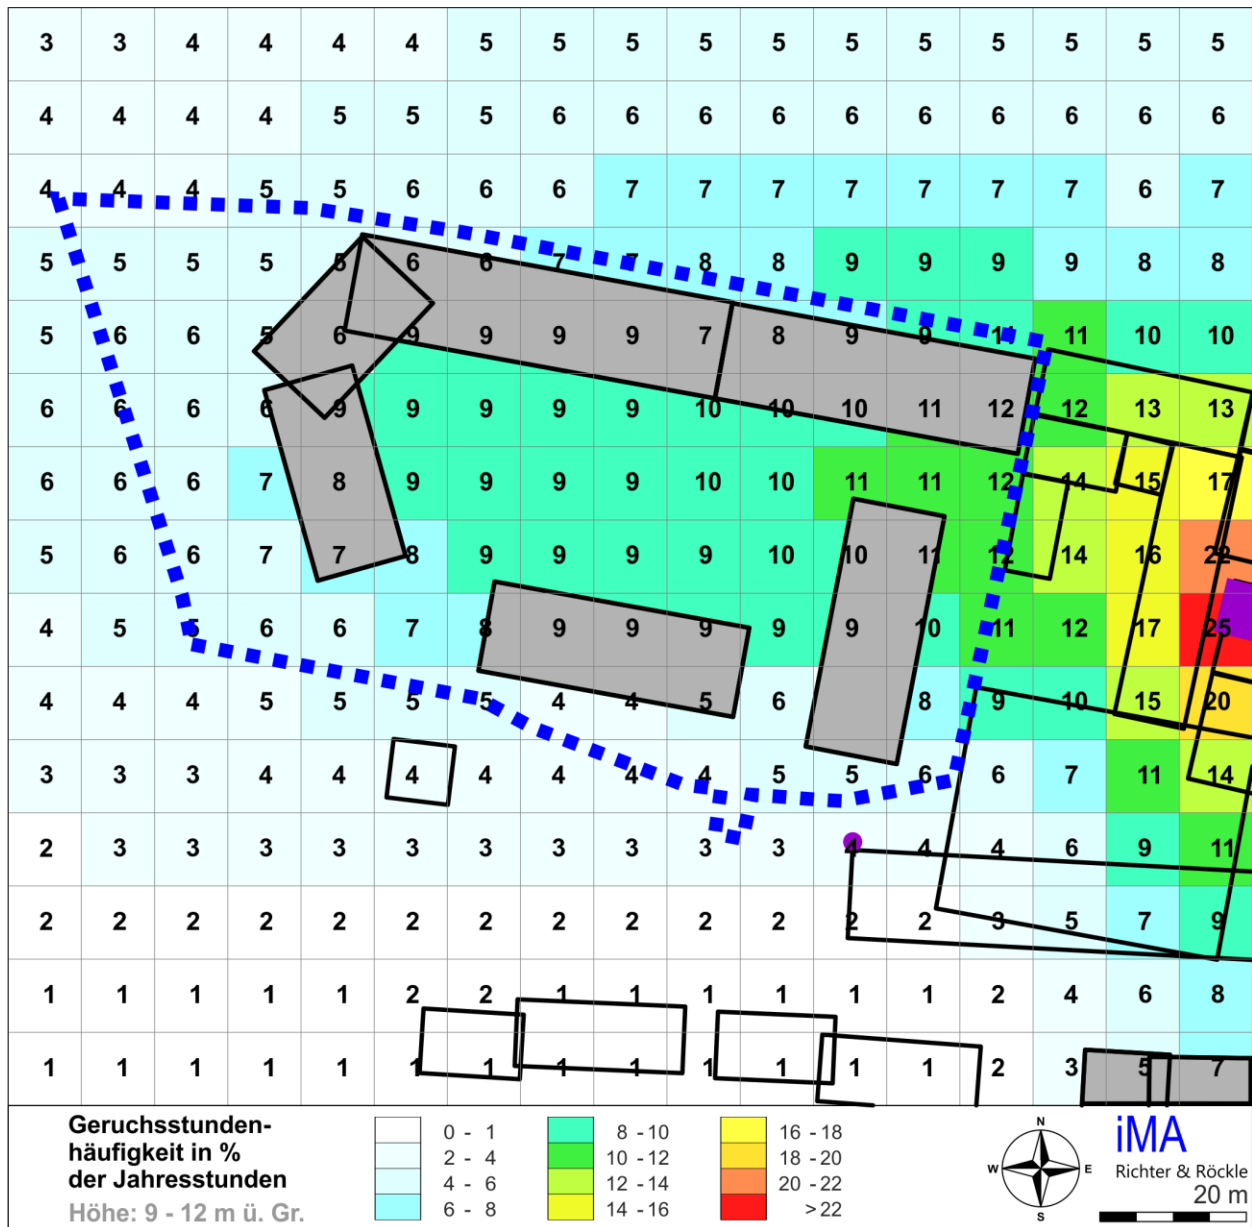 3 3 4 4 4 4 5 5 5 5 5 5 5 5 5 5 5
4 4 4 4 5 5 5 6 6 6 6 6 6 6 6 6 6
4 4 4 5 5 6 6 6 7 7 7 7 7 7 7 6 7
5 5 5 5 5 6 6 7 7 8 8 9 9 9 9 8 8
5 6 6 5 6 9 9 9 9 7 8 9 9 11 11 10 10
6 6 6 6 9 9 9 9 9 10 10 10 11 12 12 13 13
6 6 6 7 8 9 9 9 9 10 10 11 11 12 14 15 17
5 6 6 7 7 8 9 9 9 9 10 10 11 12 14 16 22
4 5 5 6 6 7 8 9 9 9 9 9 10 11 12 17 25
4 4 4 5 5 5 5 4 4 5 6 8 9 10 15 20
3 3 3 4 4 4 4 4 4 4 5 5 6 6 7 11 14
2 3 3 3 3 3 3 3 3 3 3 4 4 4 6 9 11
2 2 2 2 2 2 2 2 2 2 2 2 2 3 5 7 9
1 1 1 1 1 2 2 1 1 1 1 1 1 2 4 6 8
1 1 1 1 1 1 1 1 1 1 1 1 1 2 3 5 7
Geruchsstunden-
häufigkeit in %
der Jahresstunden
Höhe: 9 - 12 m ü. Gr.
0 - 1
2 - 4
4 - 6
6 - 8
8 - 10
10 - 12
12 - 14
14 - 16
16 - 18
18 - 20
20 - 22
>22
N
W E
S
iMA
Richter & Röckle
20 m